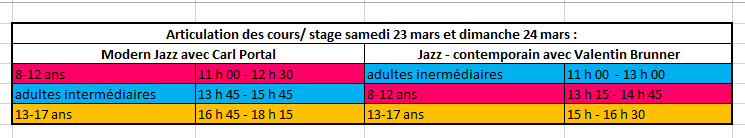 Articulation des cours/ stage samedi 23 mars et dimanche 24 mars :
Modern Jazz avec Carl Portal Jazz - contemporain avec Valentin Brunner
8-12 ans 11 h 00 - 12 h 30 adultes inermédiaires 11 h 00 - 13 h 00
adultes intermédiaires 13 h 45 - 15 h 45 8-12 ans 13 h 15 - 14 h 45
13-17 ans 16 h 45 - 18 h 15 13-17 ans 15 h - 16 h 30